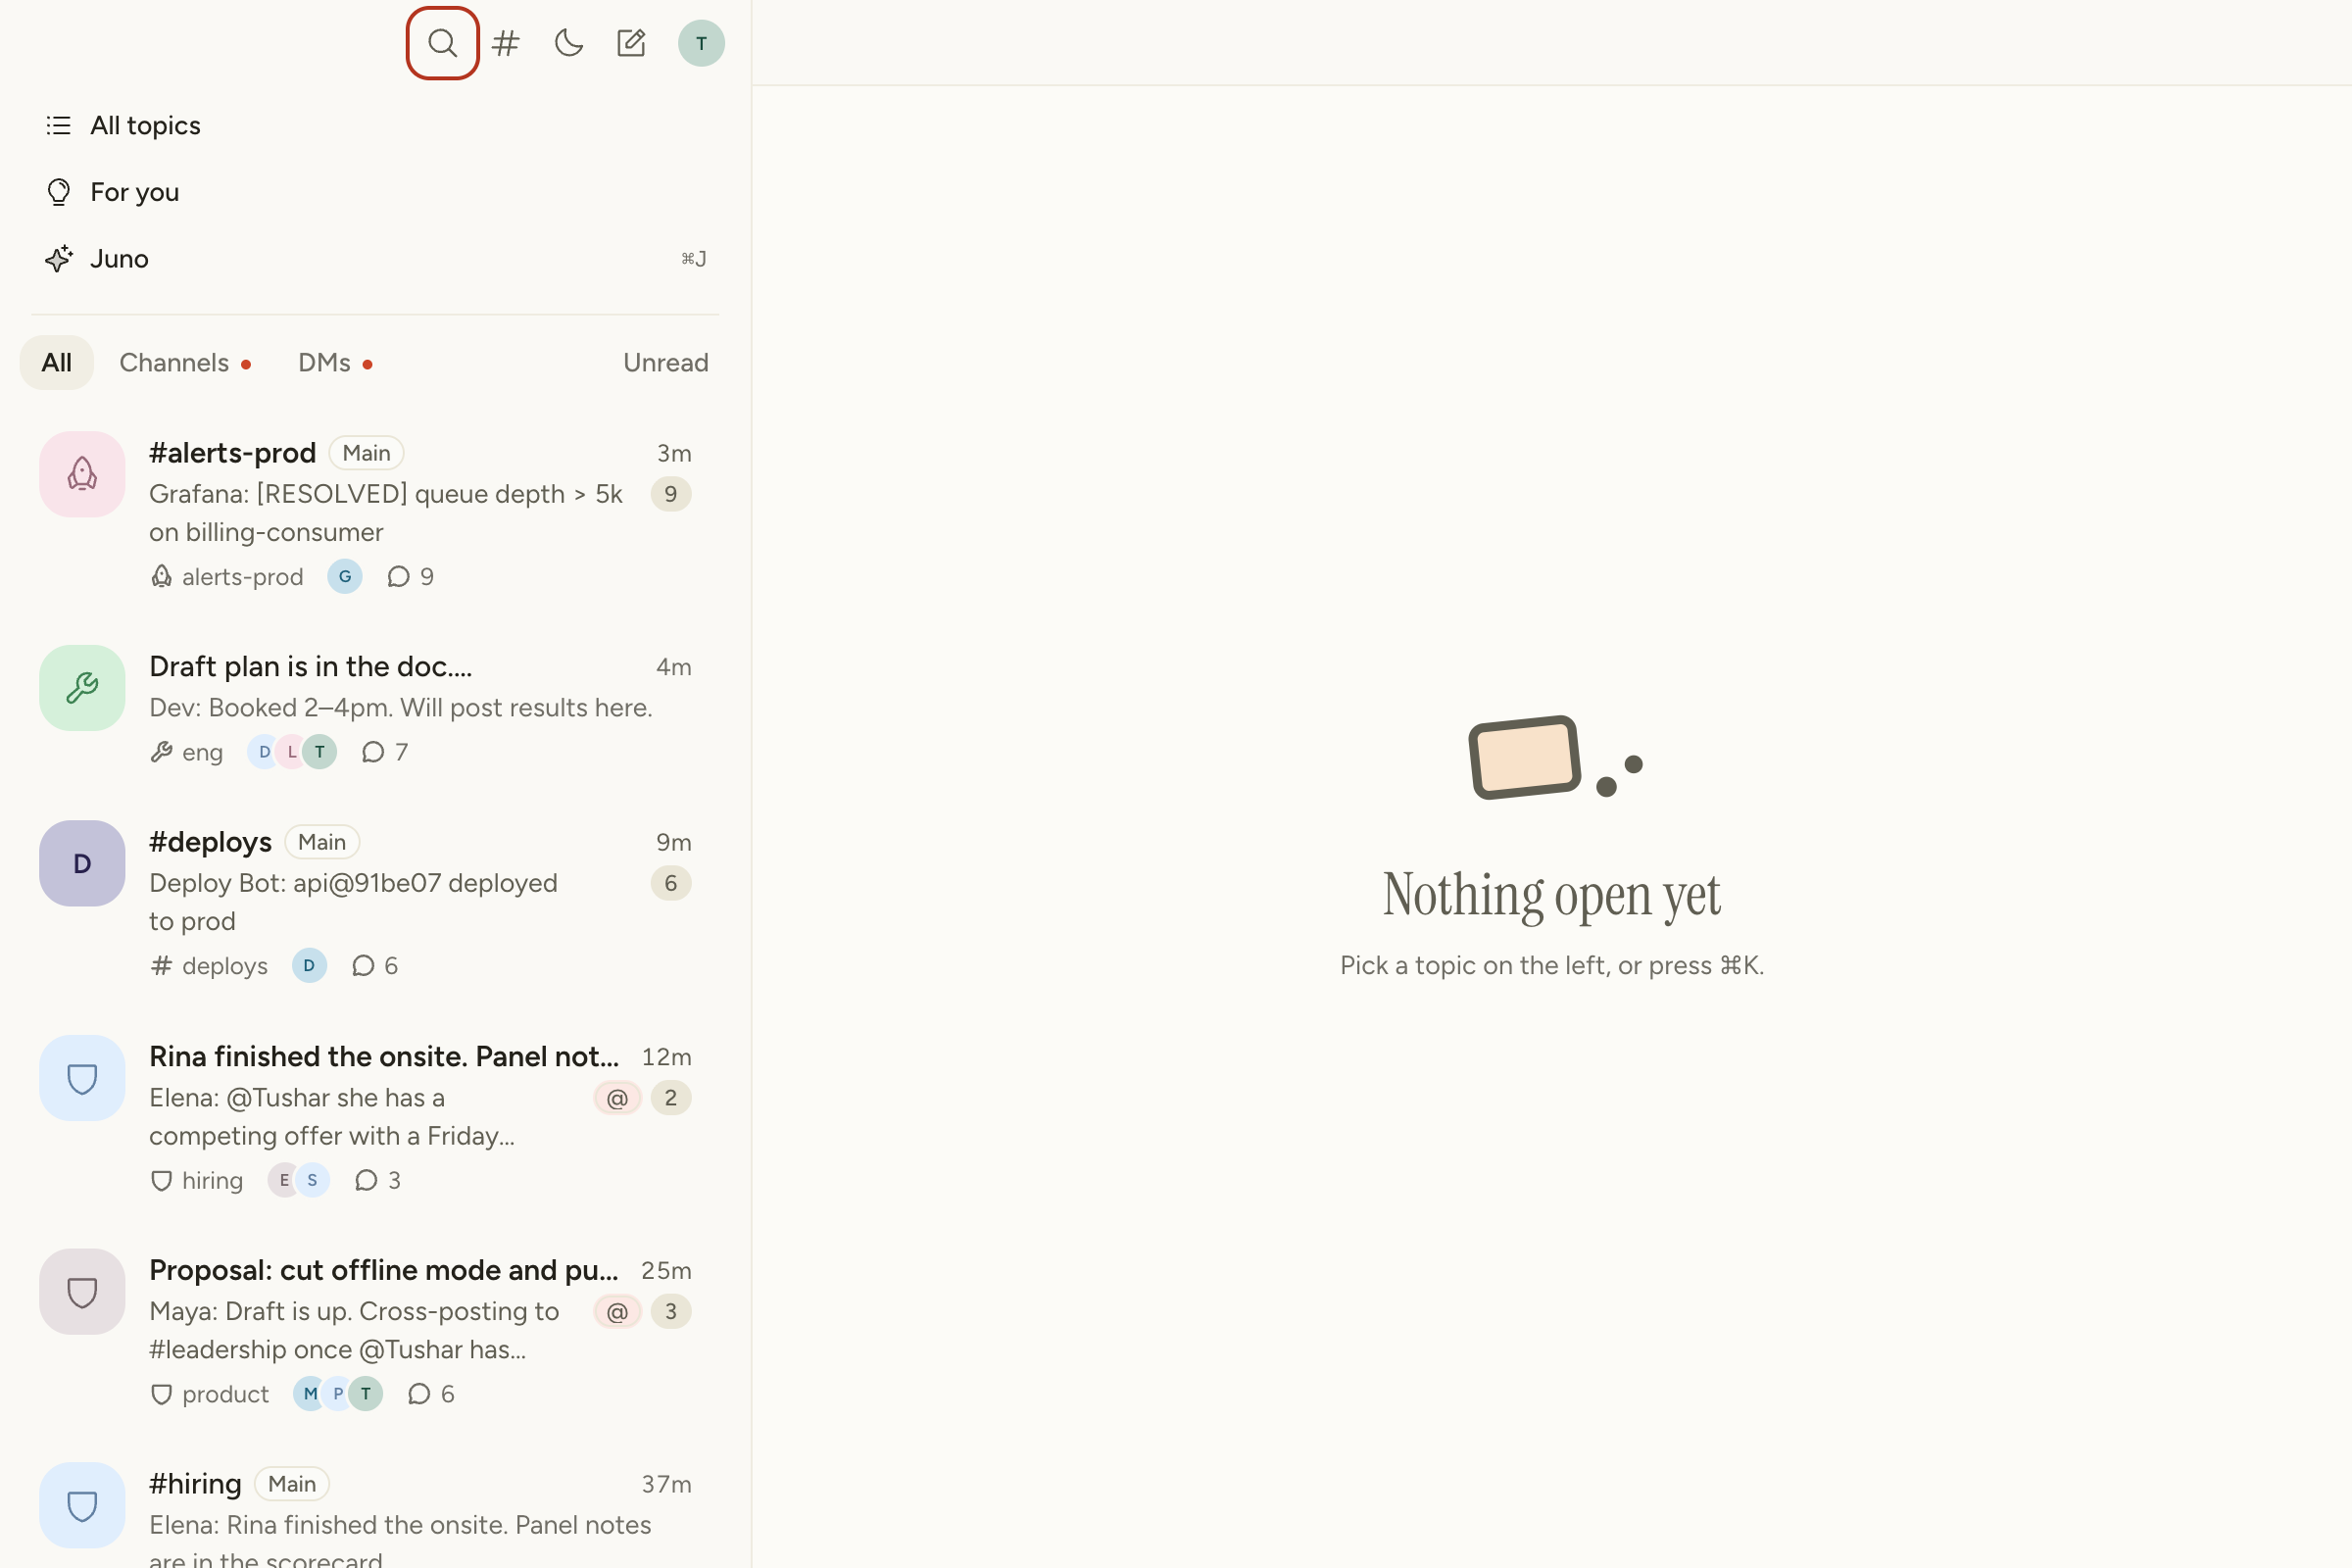 T
All topics
For you
Juno ⌘J
All Channels DMs Unread
#alerts-prod Main 3m
Grafana: [RESOLVED] queue depth > 5k 9
on billing-consumer
alerts-prod G 9
Draft plan is in the doc.... 4m
Dev: Booked 2–4pm. Will post results here.
eng D L T 7
D
#deploys Main 9m
Deploy Bot: api@91be07 deployed 6
to prod
deploys D 6
Rina finished the onsite. Panel not... 12m
Elena: @Tushar she has a @ 2
competing offer with a Friday...
hiring E S 3
Proposal: cut offline mode and pu... 25m
Maya: Draft is up. Cross-posting to @ 3
#leadership once @Tushar has...
product M P T 6
#hiring Main 37m
Elena: Rina finished the onsite. Panel notes
are in the scorecard
Nothing open yet
Pick a topic on the left, or press ⌘K.